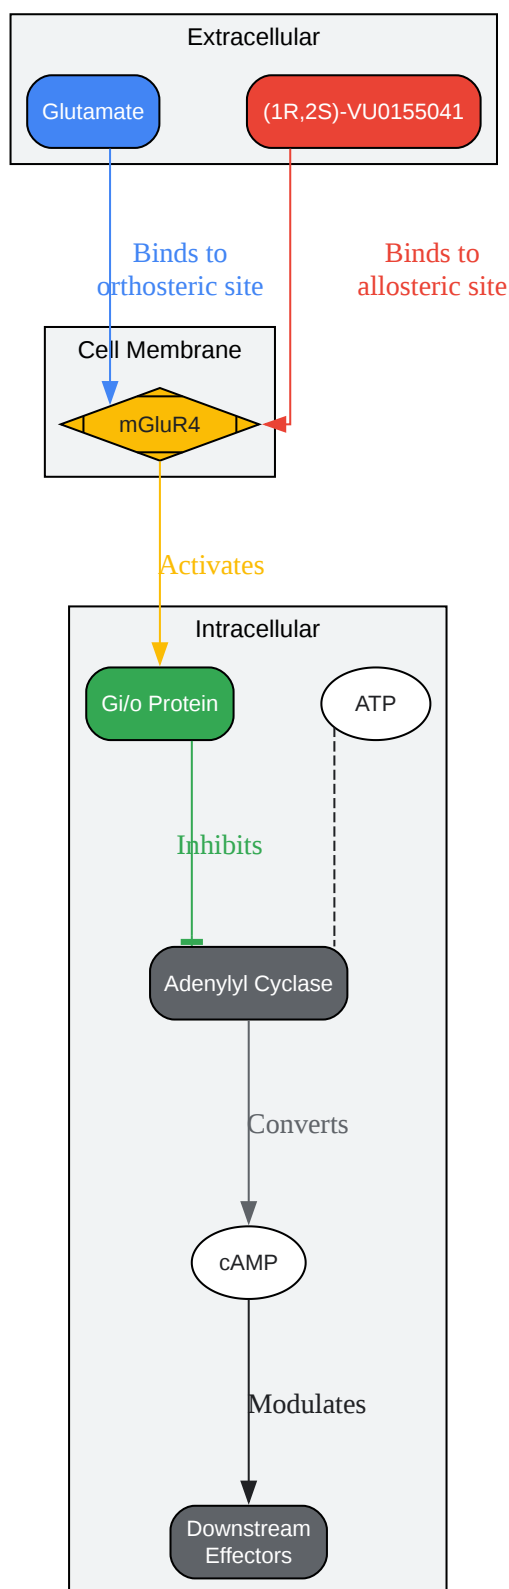 Extracellular
Glutamate
(1R,2S)-VU0155041
Binds to
orthosteric site
Binds to
allosteric site
Cell Membrane
mGluR4
Activates
Intracellular
Gi/o Protein
ATP
Inhibits
Adenylyl Cyclase
Converts
cAMP
Modulates
Downstream
Effectors